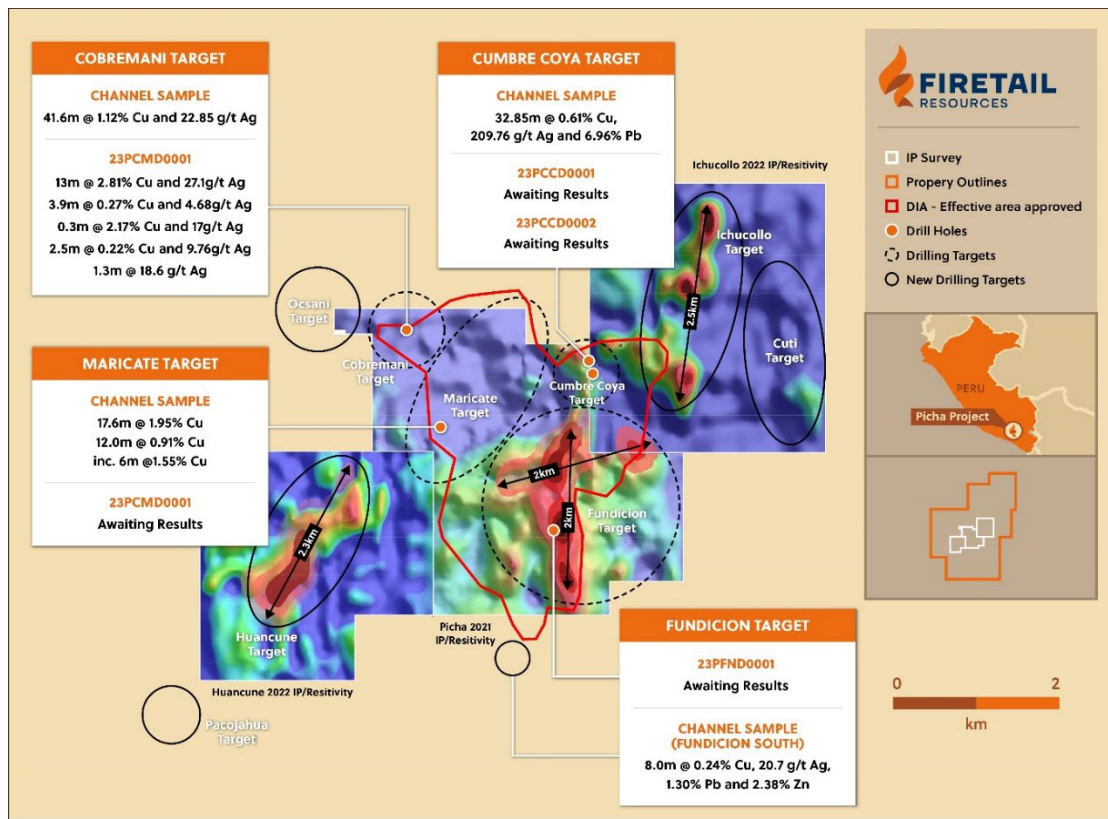 COBREMANI TARGET
CHANNEL SAMPLE
41.6m @ 1.12% Cu and 22.85 g/t Ag
23PCMD0001
13m @ 2.81% Cu and 27.1g/t Ag
3.9m @ 0.27% Cu and 4.68g/t Ag
0.3m @ 2.17% Cu and 17g/t Ag
2.5m @ 0.22% Cu and 9.76g/t Ag
1.3m @ 18.6 g/t Ag
CUMBRE COYA TARGET
CHANNEL SAMPLE
32.85m @ 0.61% Cu,
209.76 g/t Ag and 6.96% Pb
23PCCD0001
Awaiting Results
23PCCD0002
Awaiting Results
FIRETAIL
RESOURCES
IP Survey
Propery Outlines
DIA - Effective area approved
Drill Holes
Drilling Targets
New Drilling Targets
Ichucollo 2022 IP/Resitivity
Ichucollo
Target
2.5km
Cuti
Target
Ocsani
Target
Cobremani
Target
Maricate
Target
Cumbre Coya
Target
MARICATE TARGET
CHANNEL SAMPLE
17.6m @ 1.95% Cu
12.0m @ 0.91% Cu
inc. 6m @1.55% Cu
23PCMD0001
Awaiting Results
2km
2km
Fundicion
Target
2.3km
Huancune
Target
Huancune 2022 IP/Resitivity
Picha 2021
IP/Resitivity
Pacojahua
Target
FUNDICION TARGET
23PFND0001
Awaiting Results
CHANNEL SAMPLE
(FUNDICION SOUTH)
8.0m @ 0.24% Cu, 20.7 g/t Ag,
1.30% Pb and 2.38% Zn
PERU
Picha Project
0 2
km